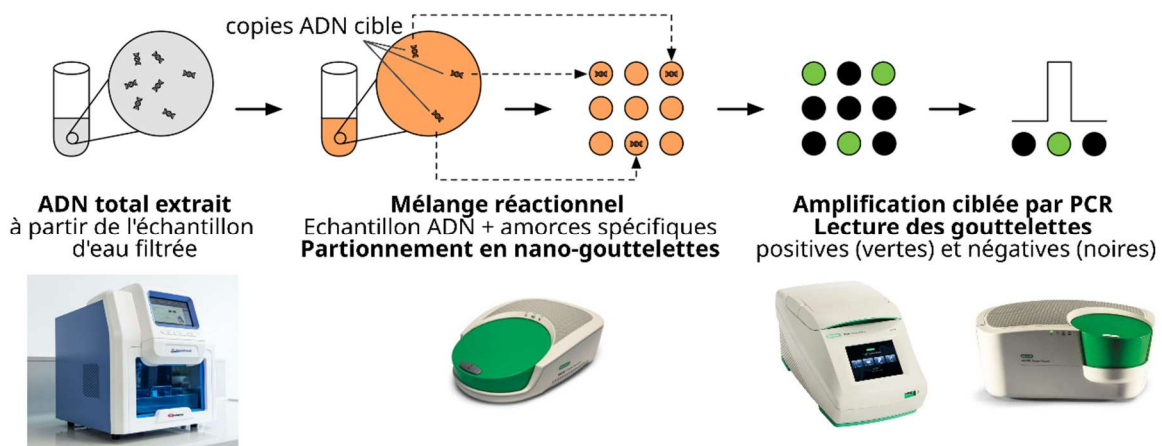 copies ADN cible
ADN total extrait
à partir de l'échantillon
d'eau filtrée
Mélange réactionnel
Echantillon ADN + amorces spécifiques
Partionnement en nano-gouttelettes
Amplification ciblée par PCR
Lecture des gouttelettes
positives (vertes) et négatives (noires)